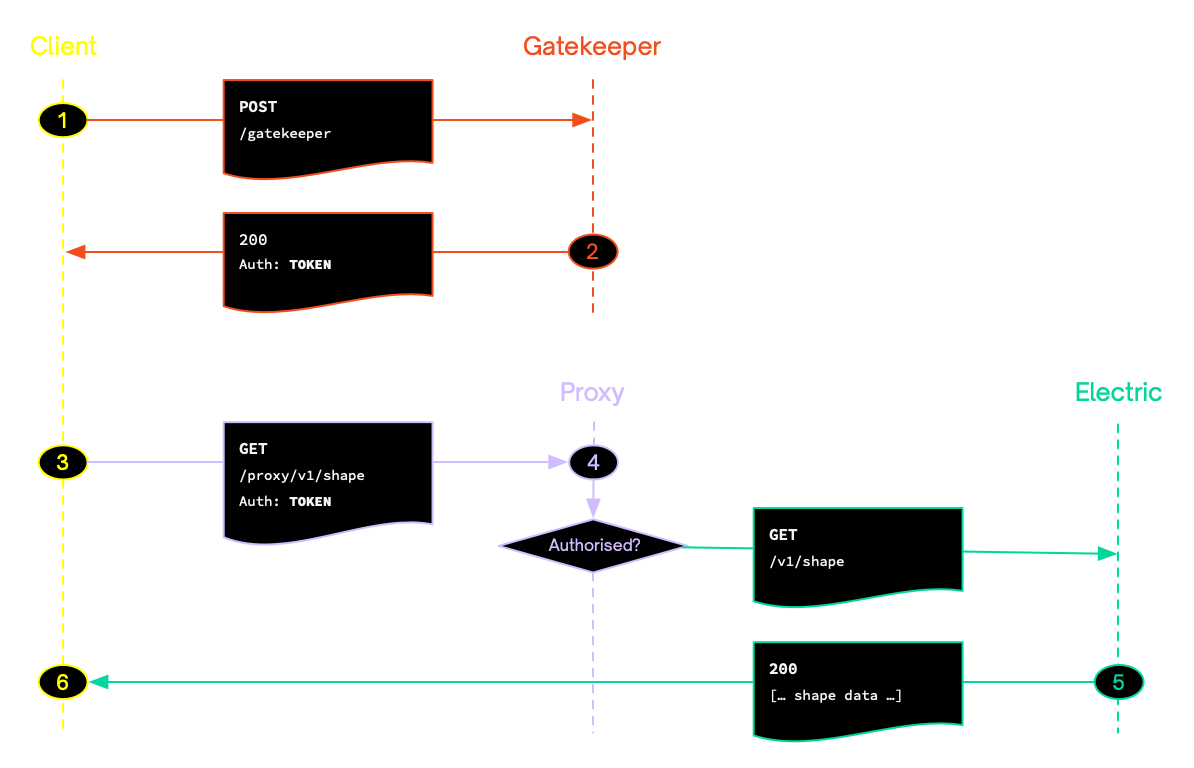 Client
Gatekeeper
1
POST
/gatekeeper
200
Auth: TOKEN
2
Proxy
Electric
3
GET
/proxy/v1/shape
Auth: TOKEN
4
Authorised?
GET
/v1/shape
6
200
[… shape data …]
5